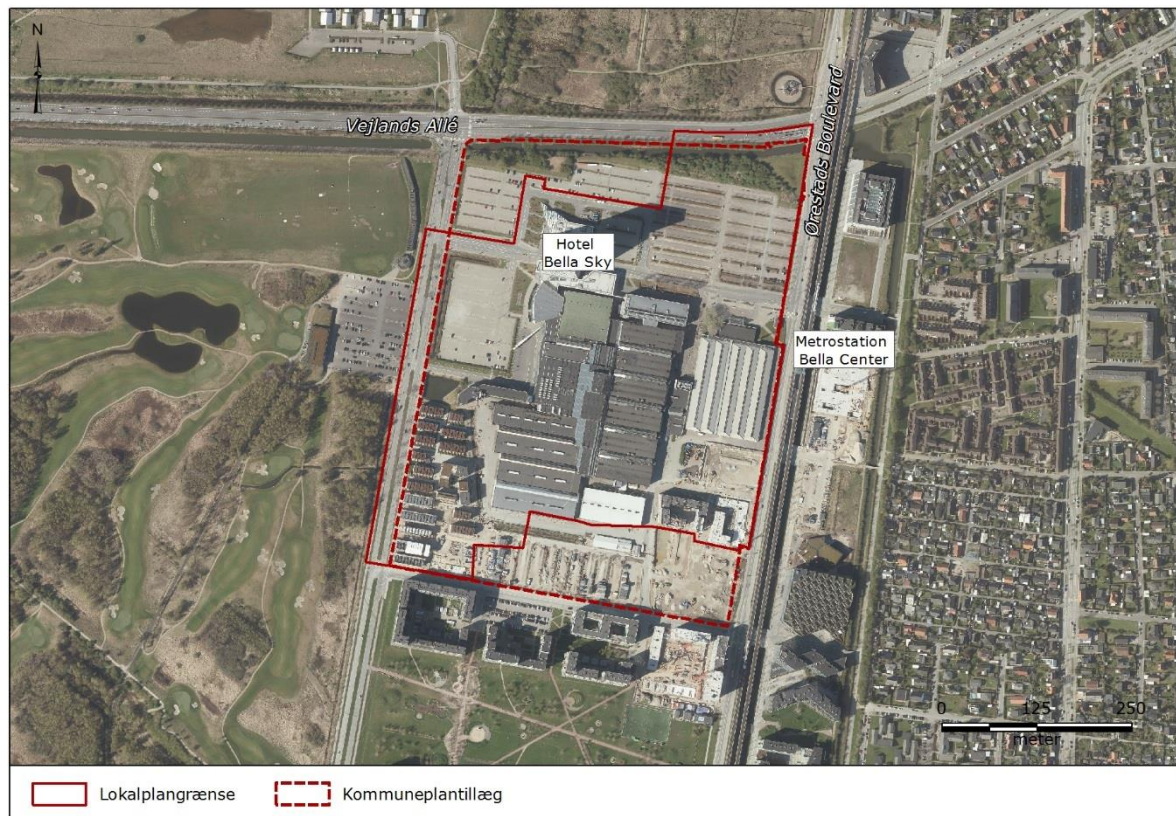 N
Vejlands Allé
Ørestads Boulevard
Hotel
Bella Sky
Metrostation
Bella Center
0 125 250
meter
Lokalplangrænse
Kommuneplantillæg